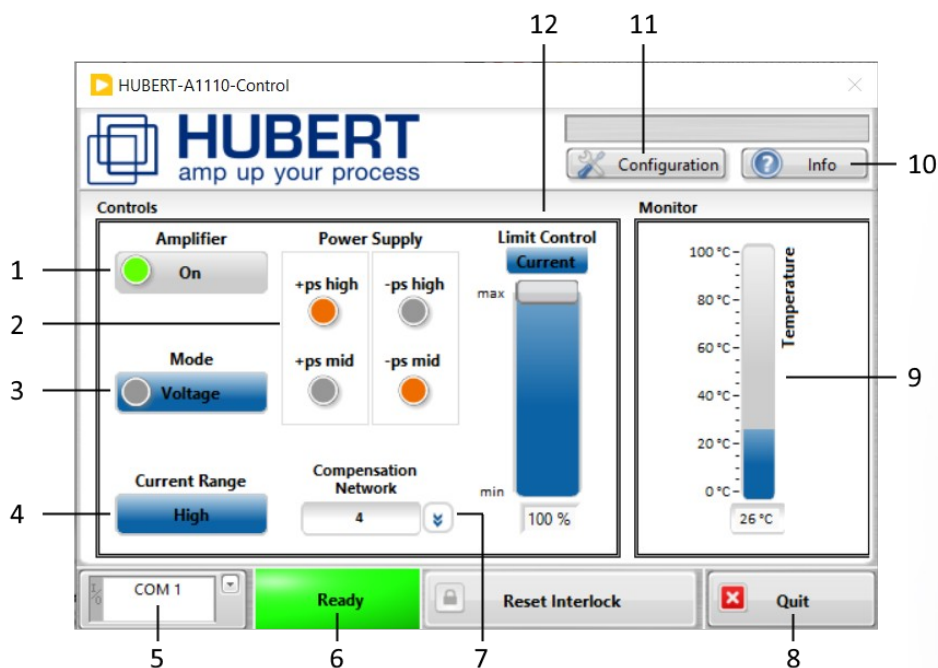 12
11
HUBERT-A1110-Control
HUBERT
amp up your process
Configuration
Info
10
Controls
Monitor
Amplifier
On
1
Power Supply
+ps high
-ps high
+ps mid
-ps mid
2
Mode
Voltage
3
Current Range
High
4
Compensation
Network
4
Limit Control
Current
max
min
100 %
100 °C
80 °C
60 °C
40 °C
20 °C
0 °C
Temperature
26 °C
9
I/O
COM 1
Ready
Reset Interlock
Quit
5
6
7
8